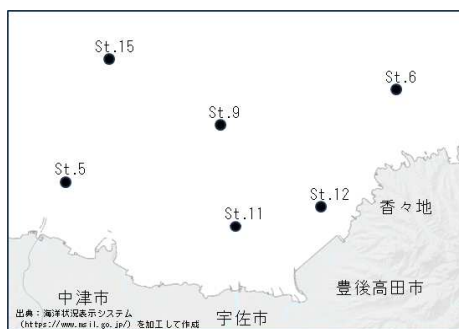 St.15
St.6
St.9
St.5
St.12
香々地
St.11
豊後高田市
中津市
出典：海洋状況表示システム
（https://www.msil.go.jp/）を加工して作成
宇佐市